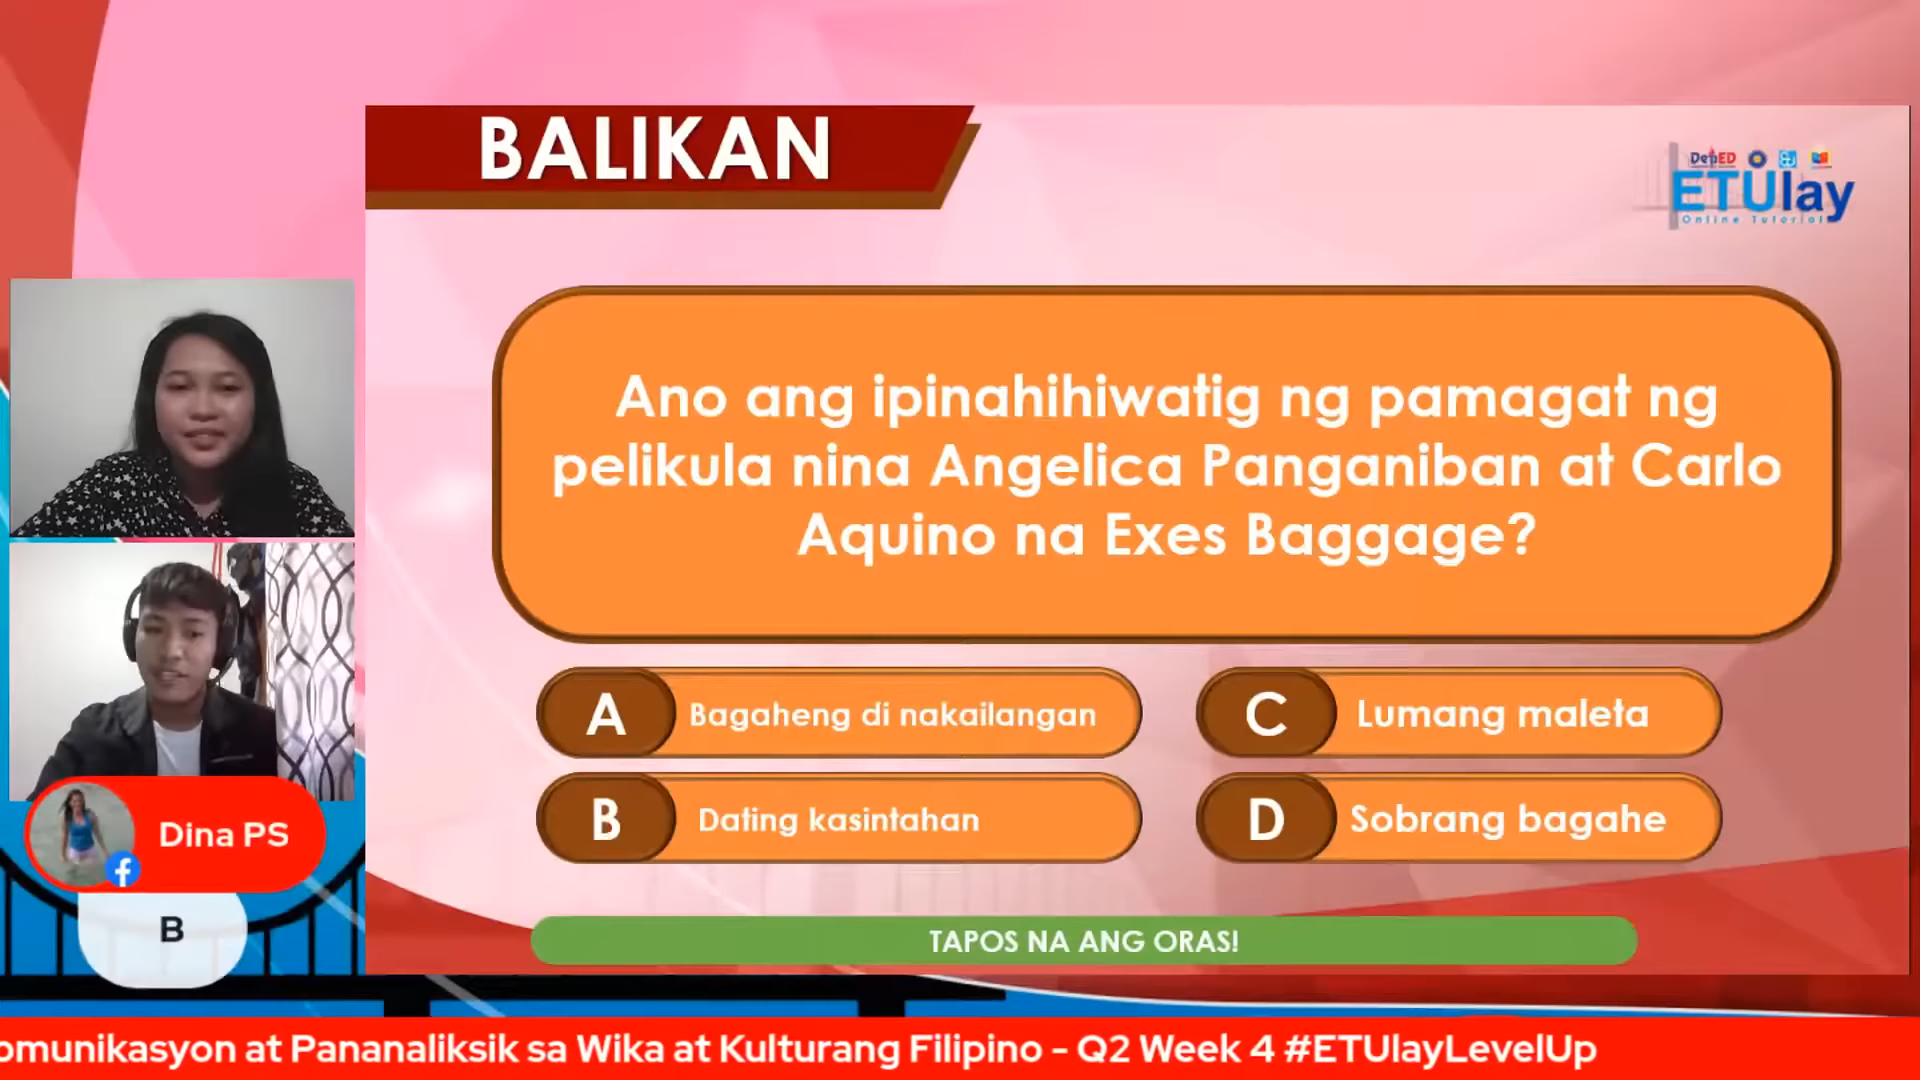 BALIKAN
DepED
ETUlay
Online Tutorial
Ano ang ipinahihiwatig ng pamagat ng
pelikula nina Angelica Panganiban at Carlo
Aquino na Exes Baggage?
A Bagaheng di nakailangan
B Dating kasintahan
C Lumang maleta
D Sobrang bagahe
TAPOS NA ANG ORAS!
Dina PS
B
omunikasyon at Pananaliksik sa Wika at Kulturang Filipino - Q2 Week 4 #ETUlayLevelUp